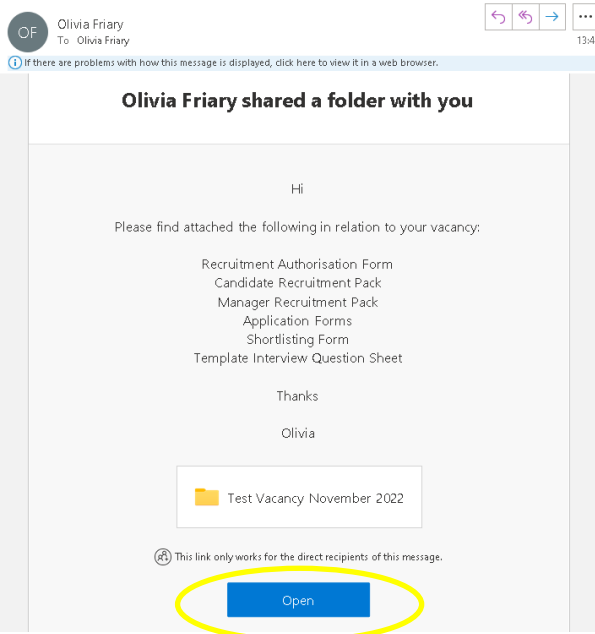 OF
Olivia Friary
To Olivia Friary
13:4
If there are problems with how this message is displayed, click here to view it in a web browser.
Olivia Friary shared a folder with you
Hi
Please find attached the following in relation to your vacancy:
Recruitment Authorisation Form
Candidate Recruitment Pack
Manager Recruitment Pack
Application Forms
Shortlisting Form
Template Interview Question Sheet
Thanks
Olivia
Test Vacancy November 2022
This link only works for the direct recipients of this message.
Open